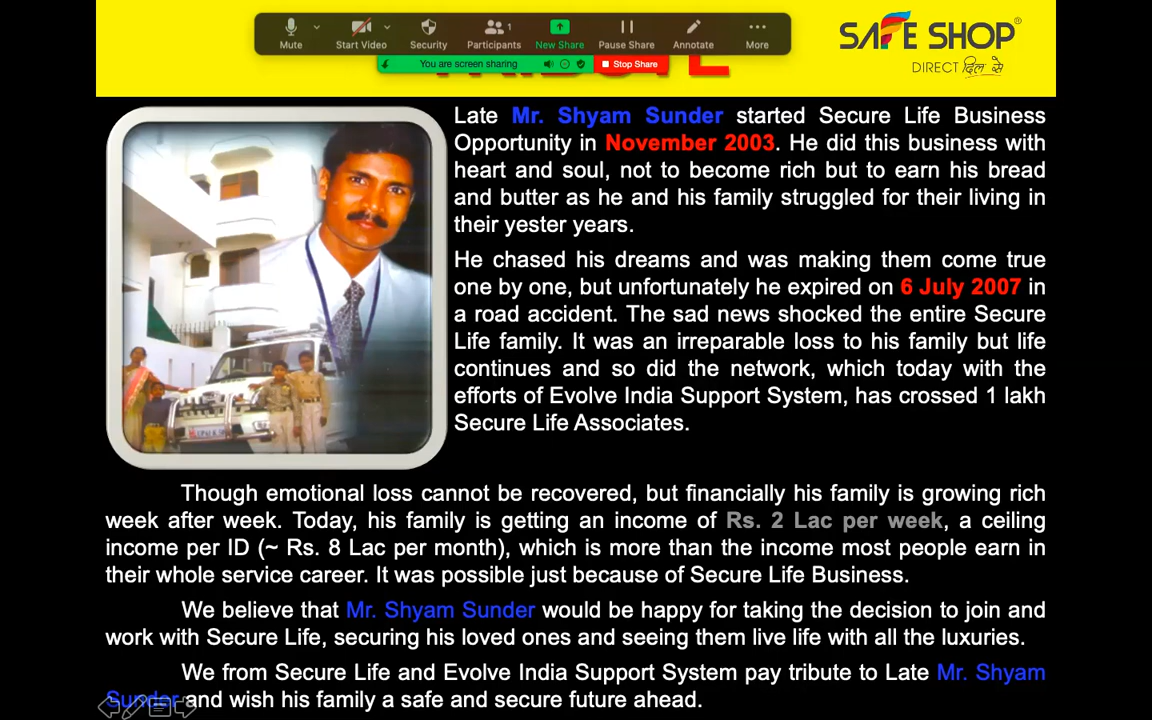 Mute
Start Video
Security
Participants
1
New Share
Pause Share
Annotate
More
You are screen sharing
Stop Share
SAFE SHOP®
DIRECT दिल से
Late Mr. Shyam Sunder started Secure Life Business
Opportunity in November 2003. He did this business with
heart and soul, not to become rich but to earn his bread
and butter as he and his family struggled for their living in
their yester years.
He chased his dreams and was making them come true
one by one, but unfortunately he expired on 6 July 2007 in
a road accident. The sad news shocked the entire Secure
Life family. It was an irreparable loss to his family but life
continues and so did the network, which today with the
efforts of Evolve India Support System, has crossed 1 lakh
Secure Life Associates.
Though emotional loss cannot be recovered, but financially his family is growing rich
week after week. Today, his family is getting an income of Rs. 2 Lac per week, a ceiling
income per ID (~ Rs. 8 Lac per month), which is more than the income most people earn in
their whole service career. It was possible just because of Secure Life Business.
We believe that Mr. Shyam Sunder would be happy for taking the decision to join and
work with Secure Life, securing his loved ones and seeing them live life with all the luxuries.
We from Secure Life and Evolve India Support System pay tribute to Late Mr. Shyam
Sunder and wish his family a safe and secure future ahead.